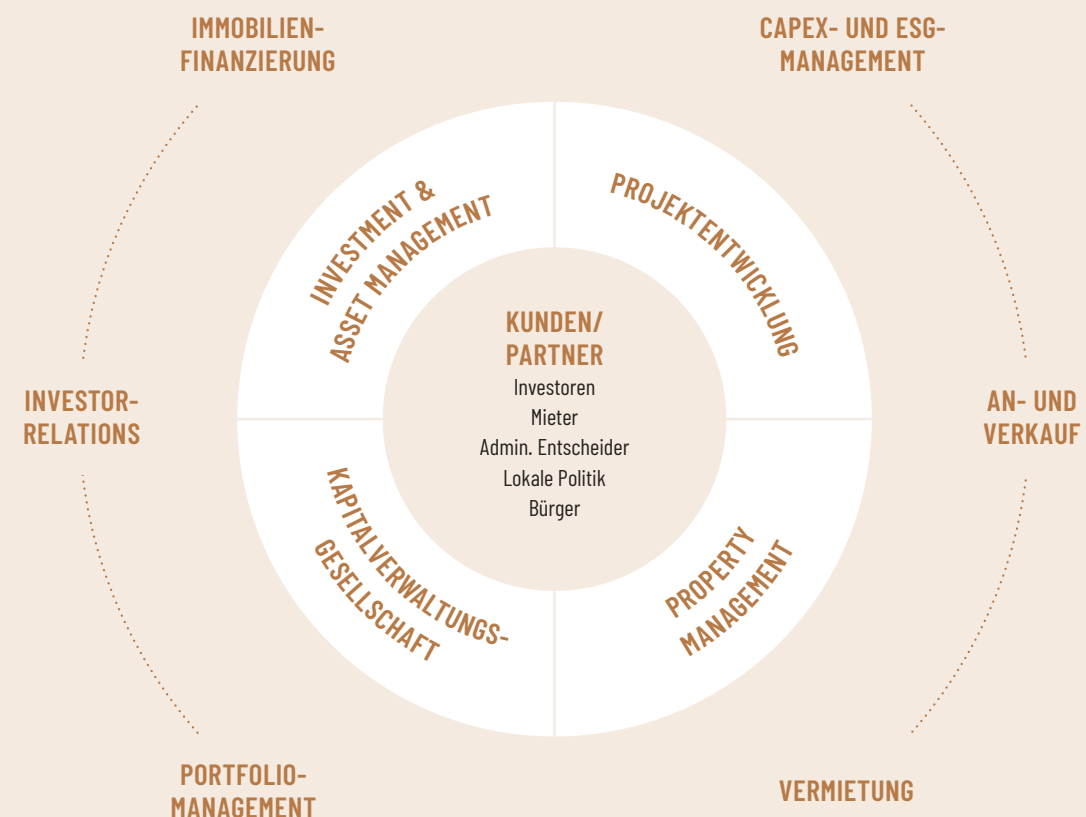 IMMOBILIEN-
FINANZIERUNG
CAPEX- UND ESG-
MANAGEMENT
INVESTMENT &
ASSET MANAGEMENT
PROJEKTENTWICKLUNG
KUNDEN/
PARTNER
Investoren
Mieter
Admin. Entscheider
Lokale Politik
Bürger
INVESTOR-
RELATIONS
AN- UND
VERKAUF
KAPITALVERWALTUNGS-
GESELLSCHAFT
PROPERTY
MANAGEMENT
PORTFOLIO-
MANAGEMENT
VERMIETUNG